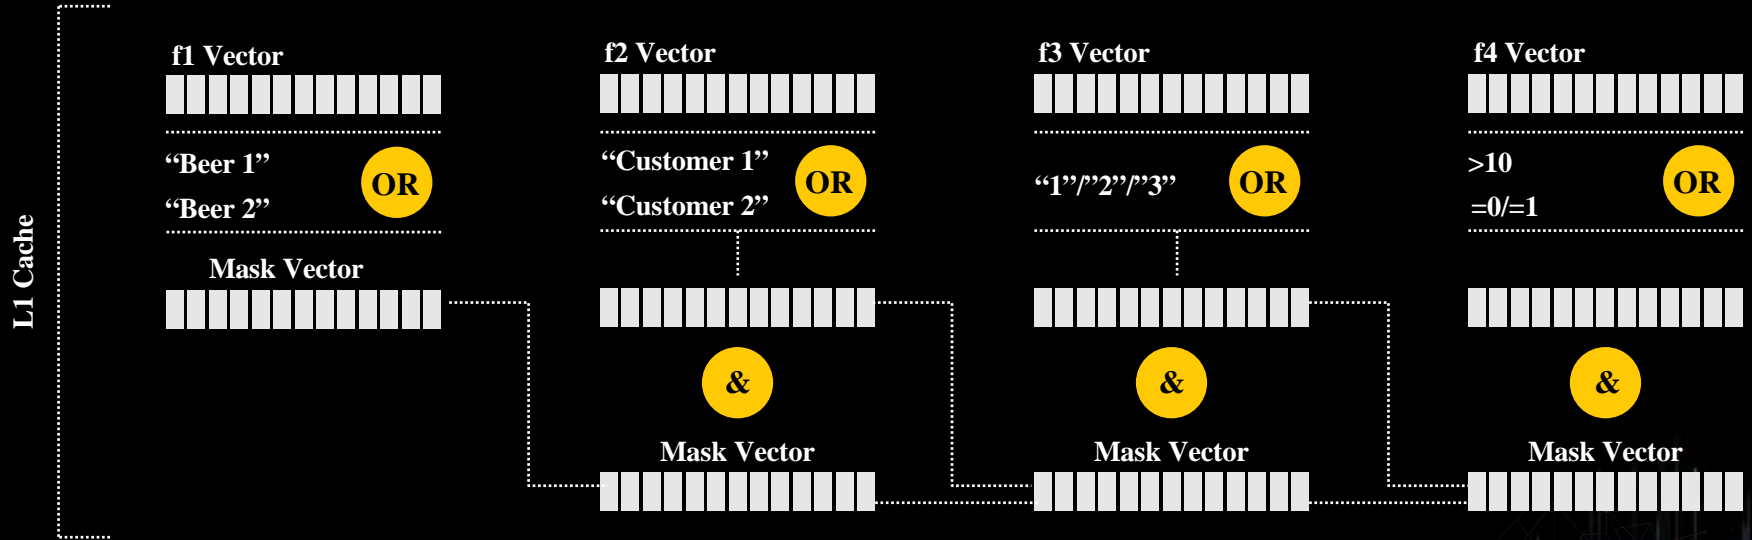 L1 Cache
f1 Vector
“Beer 1”
“Beer 2”
OR
Mask Vector
f2 Vector
“Customer 1”
“Customer 2”
OR
&
Mask Vector
f3 Vector
“1”/”2”/”3”
OR
&
Mask Vector
f4 Vector
>10
=0/=1
OR
&
Mask Vector